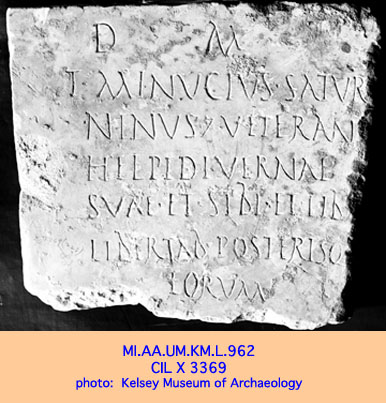 D M
T · MINVCIVS · SATVR
NINVS 7 VETERAN
HELPIDI VERNAE
SVAE · ET · SIBI · ET LIB
LIBERTAB · POSTERISQ
EORVM
MI.AA.UM.KM.L.962
CIL X 3369
photo: Kelsey Museum of Archaeology